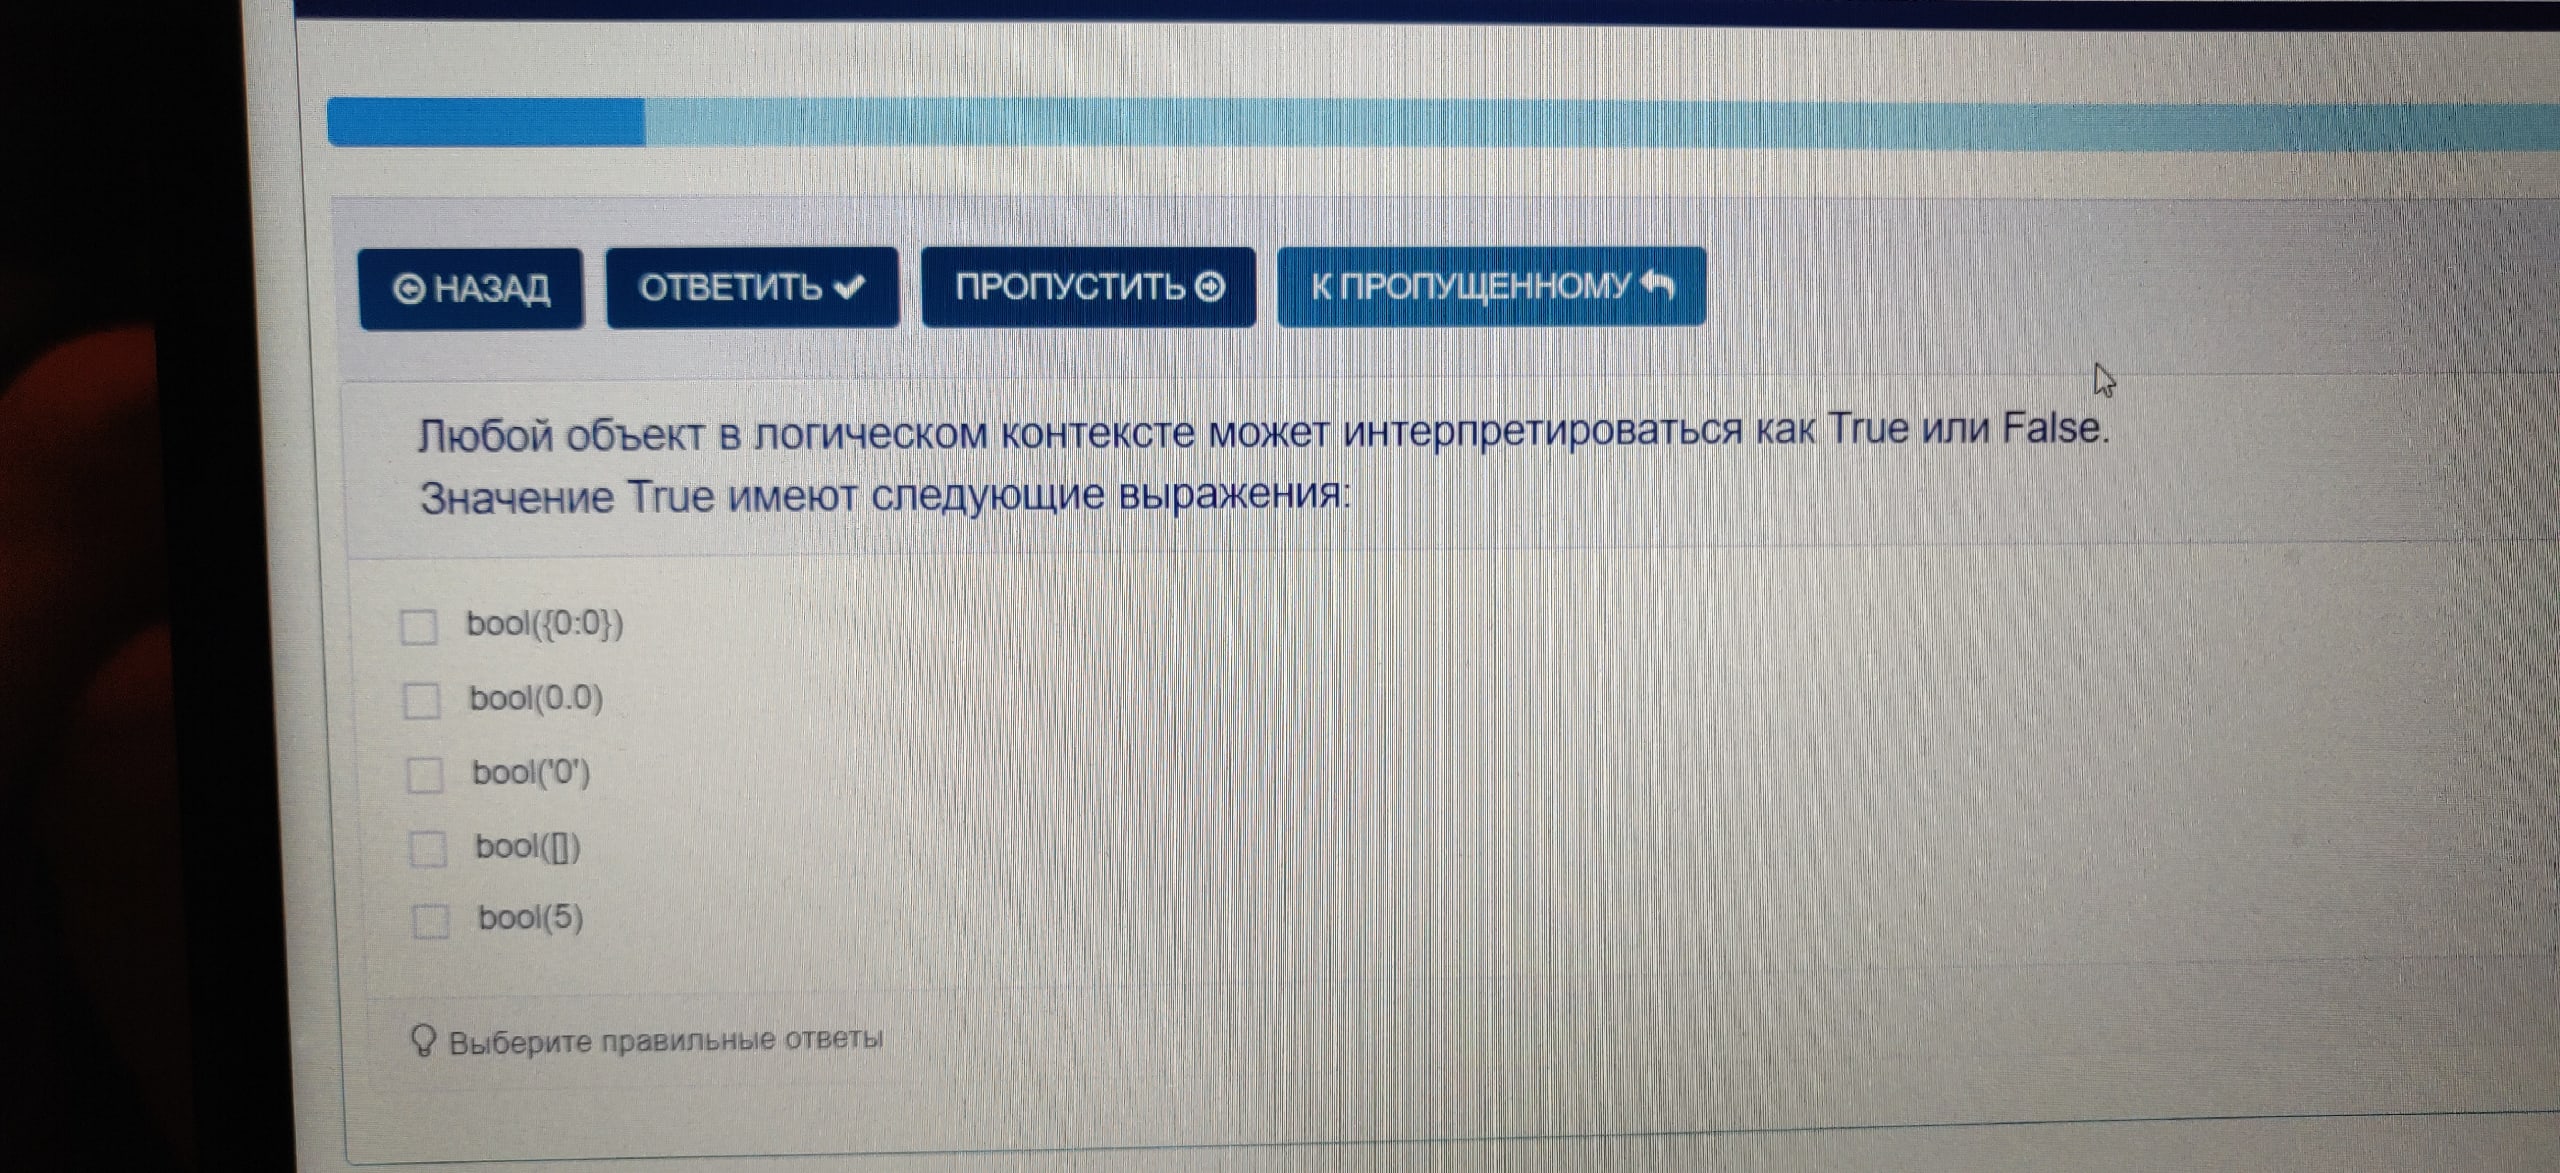 НАЗАД ОТВЕТИТЬ ПРОПУСТИТЬ К ПРОПУЩЕННОМУ
Любой объект в логическом контексте может интерпретироваться как True или False.
Значение True имеют следующие выражения:
bool({0:0})
bool(0.0)
bool('0')
bool([])
bool(5)
Выберите правильные ответы